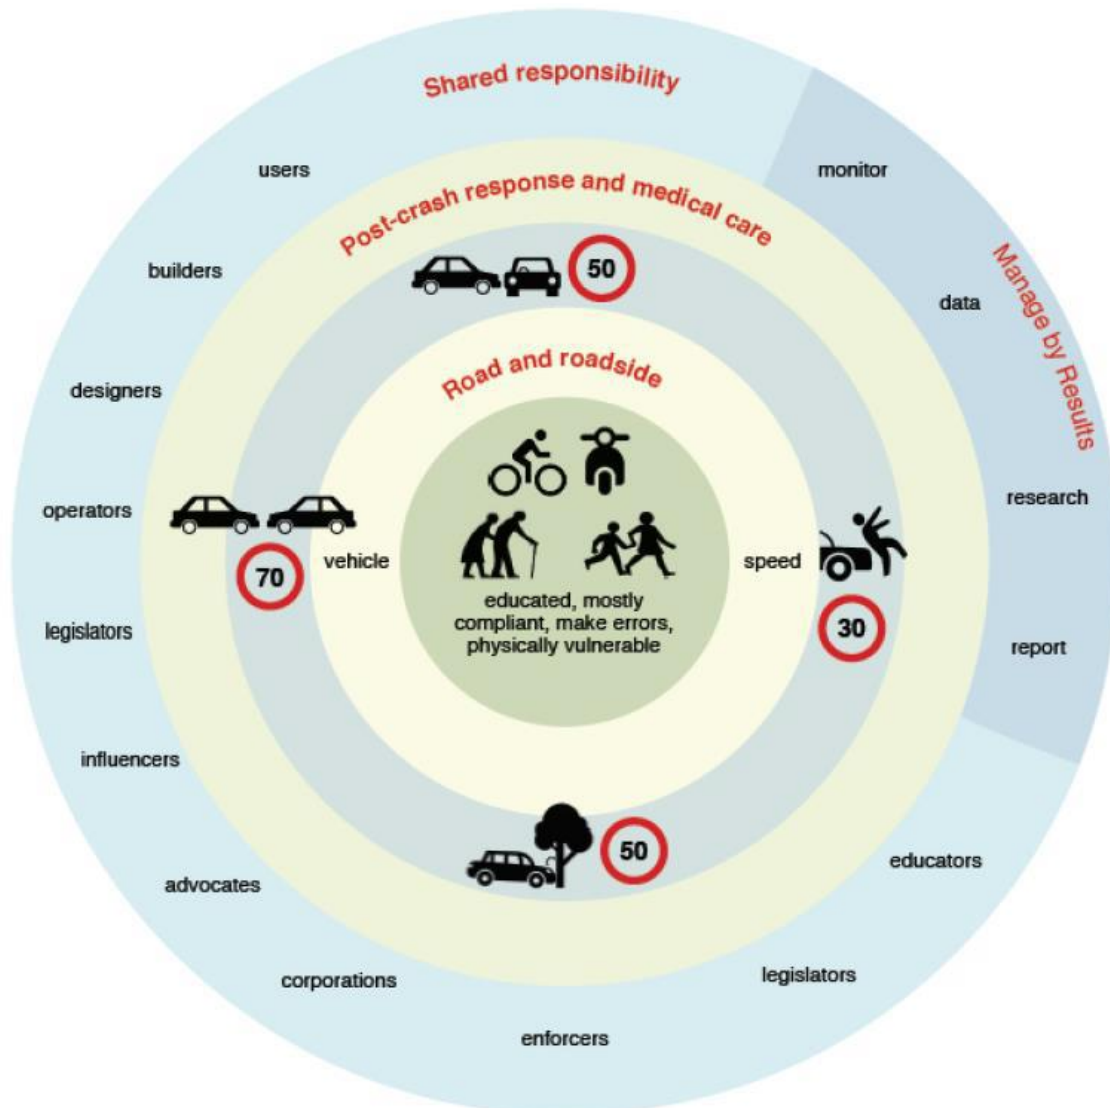 Shared responsibility
users
monitor
Post-crash response and medical care
builders
50
data
Manage by Results
Road and roadside
designers
operators
research
vehicle
speed
70
educated, mostly
compliant, make errors,
physically vulnerable
30
legislators
report
influencers
50
educators
advocates
corporations
legislators
enforcers